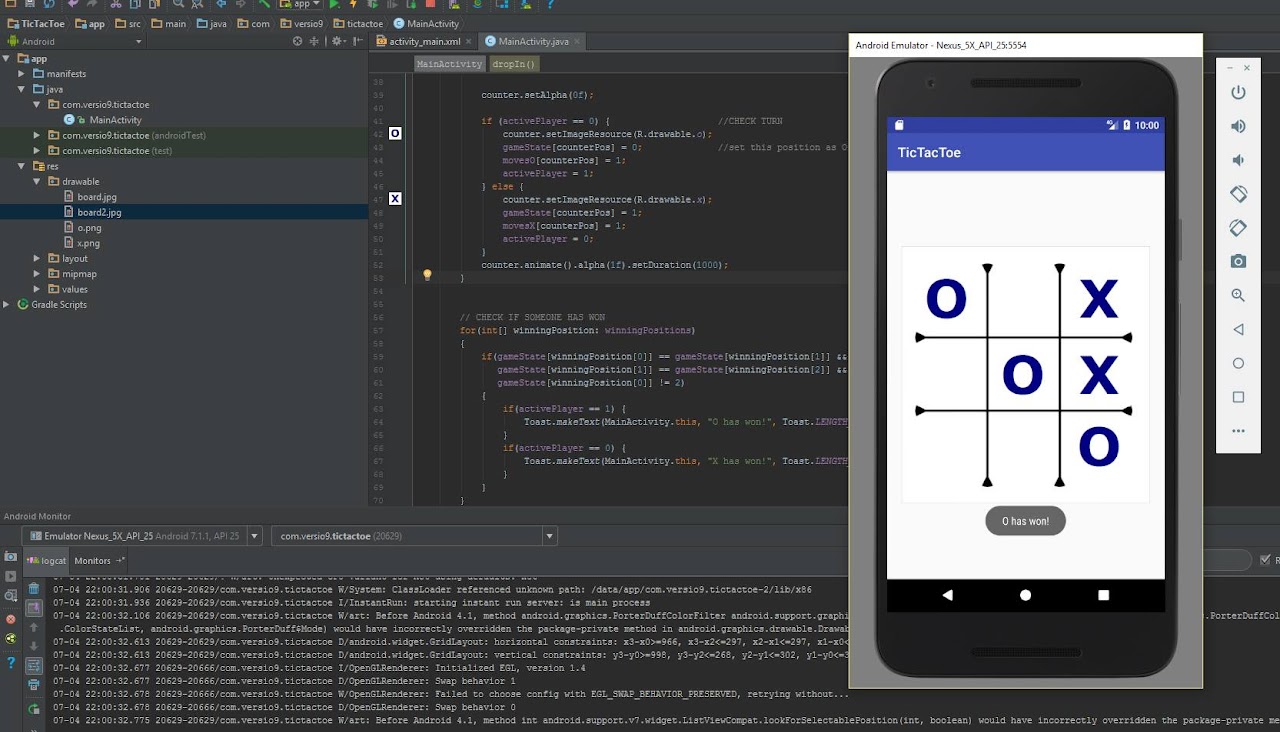 app
TicTacToe app src main java com versio9 tictactoe MainActivity
Android
activity_main.xml MainActivity.java
MainActivity dropIn()
app
manifests
java
com.versio9.tictactoe
MainActivity
com.versio9.tictactoe (androidTest)
com.versio9.tictactoe (test)
res
drawable
board.jpg
board2.jpg
o.png
x.png
layout
mipmap
values
Gradle Scripts
38
39 counter.setAlpha(0f);
40
41 if (activePlayer == 0) { //CHECK TURN
42 O counter.setImageResource(R.drawable.o);
43 gameState[counterPos] = 0; //set this position as O
44 movesO[counterPos] = 1;
45 activePlayer = 1;
46 } else {
47 X counter.setImageResource(R.drawable.x);
48 gameState[counterPos] = 1;
49 movesX[counterPos] = 1;
50 activePlayer = 0;
51 }
52 counter.animate().alpha(1f).setDuration(1000);
53 }
54
55
56 // CHECK IF SOMEONE HAS WON
57 for(int[] winningPosition: winningPositions)
58 {
59 if(gameState[winningPosition[0]] == gameState[winningPosition[1]] &&
60 gameState[winningPosition[1]] == gameState[winningPosition[2]] &&
61 gameState[winningPosition[0]] != 2)
62 {
63 if(activePlayer == 1) {
64 Toast.makeText(MainActivity.this, "O has won!", Toast.LENGTH
65 }
66 if(activePlayer == 0) {
67 Toast.makeText(MainActivity.this, "X has won!", Toast.LENGTH
68 }
69 }
70 }
Android Emulator - Nexus_5X_API_25:5554
10:00
TicTacToe
O X
O X
O
O has won!
Android Monitor
Emulator Nexus_5X_API_25 Android 7.1.1, API 25 com.versio9.tictactoe (20629)
logcat Monitors
07-04 22:00:31.906 20629-20629/com.versio9.tictactoe W/System: ClassLoader referenced unknown path: /data/app/com.versio9.tictactoe-2/lib/x86
07-04 22:00:31.936 20629-20629/com.versio9.tictactoe I/InstantRun: starting instant run server: is main process
07-04 22:00:32.106 20629-20629/com.versio9.tictactoe W/art: Before Android 4.1, method android.graphics.PorterDuffColorFilter android.support.graphi r.PorterDuffColo
.ColorStateList, android.graphics.PorterDuff$Mode) would have incorrectly overridden the package-private method in android.graphics.drawable.Drawab
07-04 22:00:32.613 20629-20629/com.versio9.tictactoe D/android.widget.GridLayout: horizontal constraints: x3-x0>=966, x3-x2<=297, x2-x1<=297, x1-x0<
07-04 22:00:32.613 20629-20629/com.versio9.tictactoe D/android.widget.GridLayout: vertical constraints: y3-y0>=998, y3-y2<=268, y2-y1<=302, y1-y0<=3
07-04 22:00:32.677 20629-20666/com.versio9.tictactoe I/OpenGLRenderer: Initialized EGL, version 1.4
07-04 22:00:32.677 20629-20666/com.versio9.tictactoe D/OpenGLRenderer: Swap behavior 1
07-04 22:00:32.678 20629-20666/com.versio9.tictactoe W/OpenGLRenderer: Failed to choose config with EGL_SWAP_BEHAVIOR_PRESERVED, retrying without...
07-04 22:00:32.678 20629-20666/com.versio9.tictactoe D/OpenGLRenderer: Swap behavior 0
07-04 22:00:32.775 20629-20629/com.versio9.tictactoe W/art: Before Android 4.1, method int android.support.v7.widget.ListViewCompat.lookForSelectablePosition(int, boolean) would have incorrectly overridden the package-private me